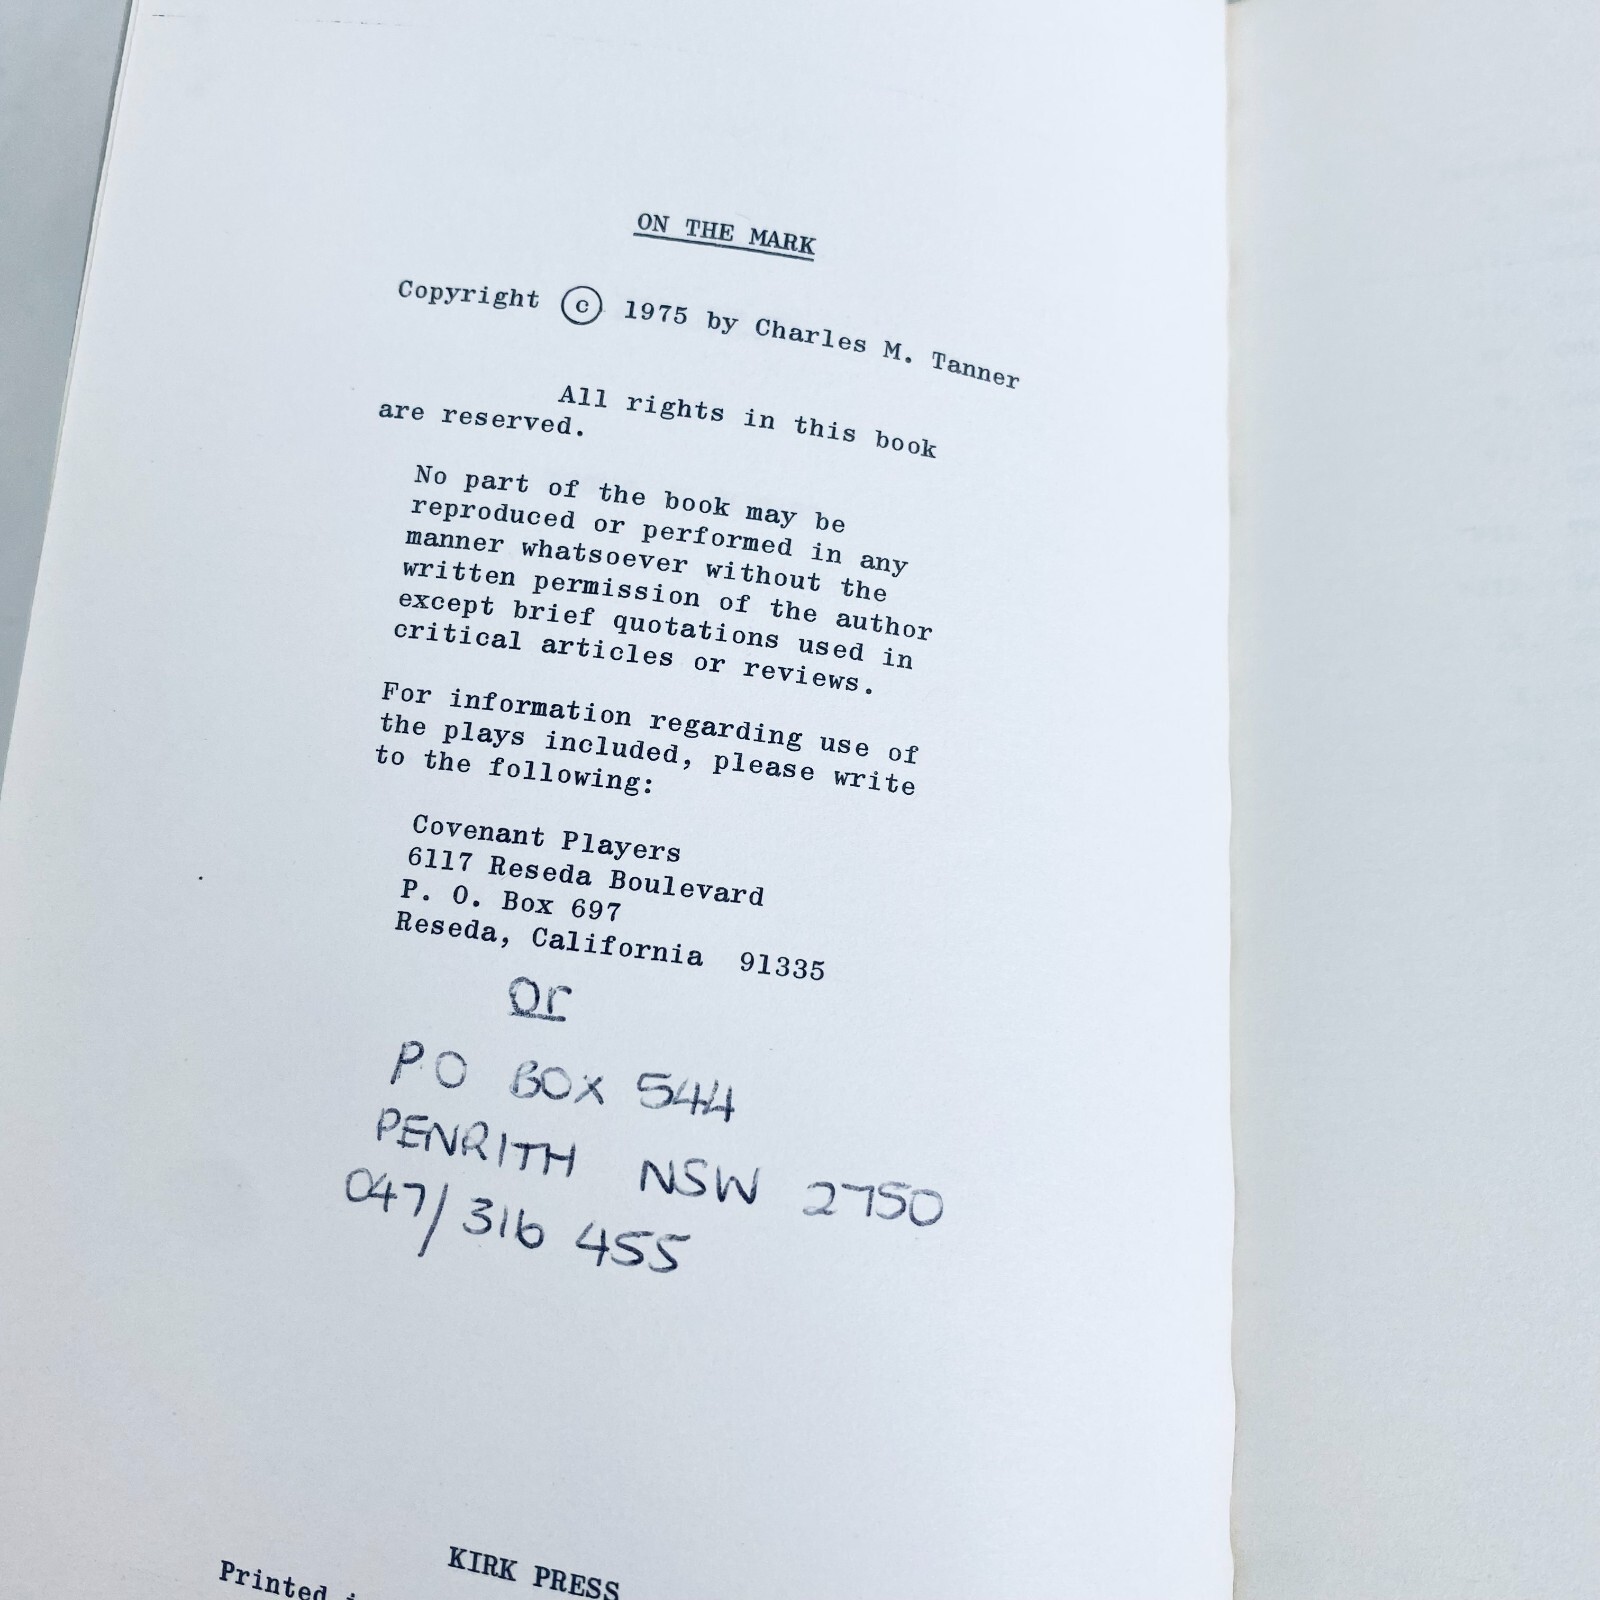 ON THE MARK
Copyright © 1975 by Charles M. Tanner
All rights in this book
are reserved.
No part of the book may be
reproduced or performed in any
manner whatsoever without the
written permission of the author
except brief quotations used in
critical articles or reviews.
For information regarding use of
the plays included, please write
to the following:
Covenant Players
6117 Reseda Boulevard
P. O. Box 697
Reseda, California 91335
or
PO BOX 544
PENRITH NSW 2750
047/316 455
KIRK PRESS
Printed